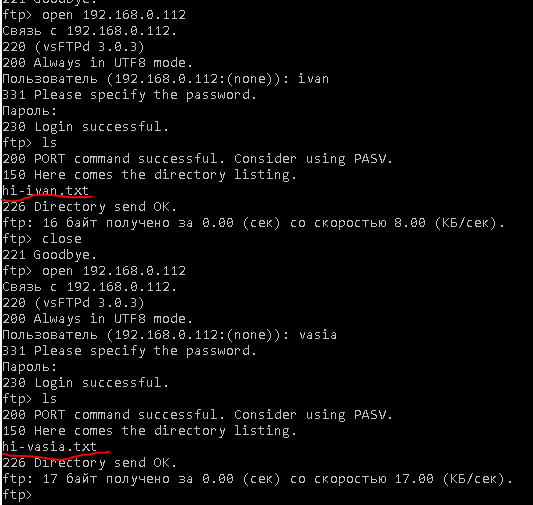 221 Goodbye.
ftp> open 192.168.0.112
Связь с 192.168.0.112.
220 (vsFTPd 3.0.3)
200 Always in UTF8 mode.
Пользователь (192.168.0.112:(none)): ivan
331 Please specify the password.
Пароль:
230 Login successful.
ftp> ls
200 PORT command successful. Consider using PASV.
150 Here comes the directory listing.
hi-ivan.txt
226 Directory send OK.
ftp: 16 байт получено за 0.00 (сек) со скоростью 8.00 (КБ/сек).
ftp> close
221 Goodbye.
ftp> open 192.168.0.112
Связь с 192.168.0.112.
220 (vsFTPd 3.0.3)
200 Always in UTF8 mode.
Пользователь (192.168.0.112:(none)): vasia
331 Please specify the password.
Пароль:
230 Login successful.
ftp> ls
200 PORT command successful. Consider using PASV.
150 Here comes the directory listing.
hi-vasia.txt
226 Directory send OK.
ftp: 17 байт получено за 0.00 (сек) со скоростью 17.00 (КБ/сек).
ftp>